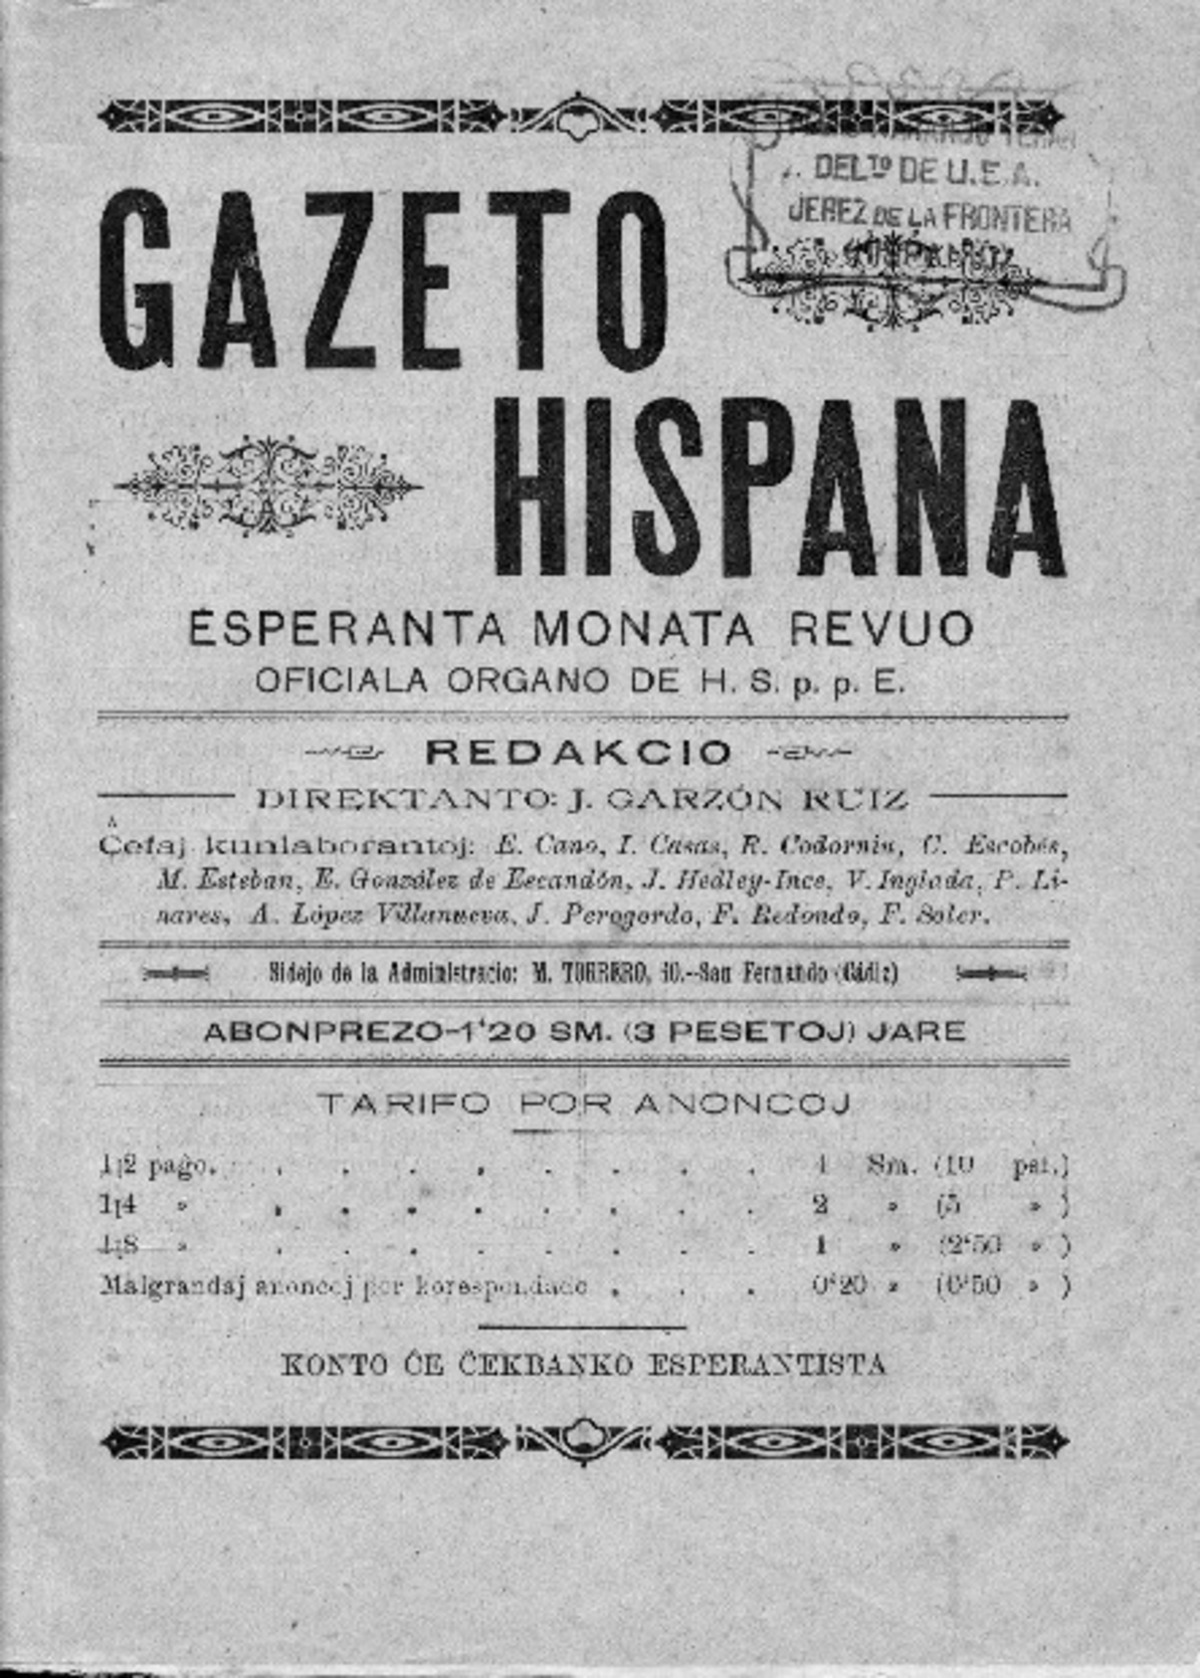 DELTO DE U.E.A.
JEREZ DE LA FRONTERA
GAZETO
HISPANA
ESPERANTA MONATA REVUO
OFICIALA ORGANO DE H. S. p. p. E.
REDAKCIO
DIREKTANTO: J. GARZÓN RUIZ
Ĉefaj kunlaborantoj: E. Cano, I. Casas, R. Codorniu, C. Escobés,
M. Esteban, E. González de Escandón, J. Hedley-Ince, V. Inglada, P. Li-
nares, A. López Villanueva, J. Perogordo, F. Redondo, F. Soler.
Sidejo de la Administracio: M. TORRERO, 10.--San Fernando (Cádiz)
ABONPREZO-1'20 SM. (3 PESETOJ) JARE
TARIFO POR ANONCOJ
1|2 paĝo. . . . . . . . . 4 Sm. (10 pst.)
1|4 » . . . . . . . . 2 » (5 » )
1|8 » . . . . . . . . 1 » (2'50 » )
Malgrandaj anoncoj por korespondado . . . 0'20 » (0'50 » )
KONTO ĈE ĈEKBANKO ESPERANTISTA